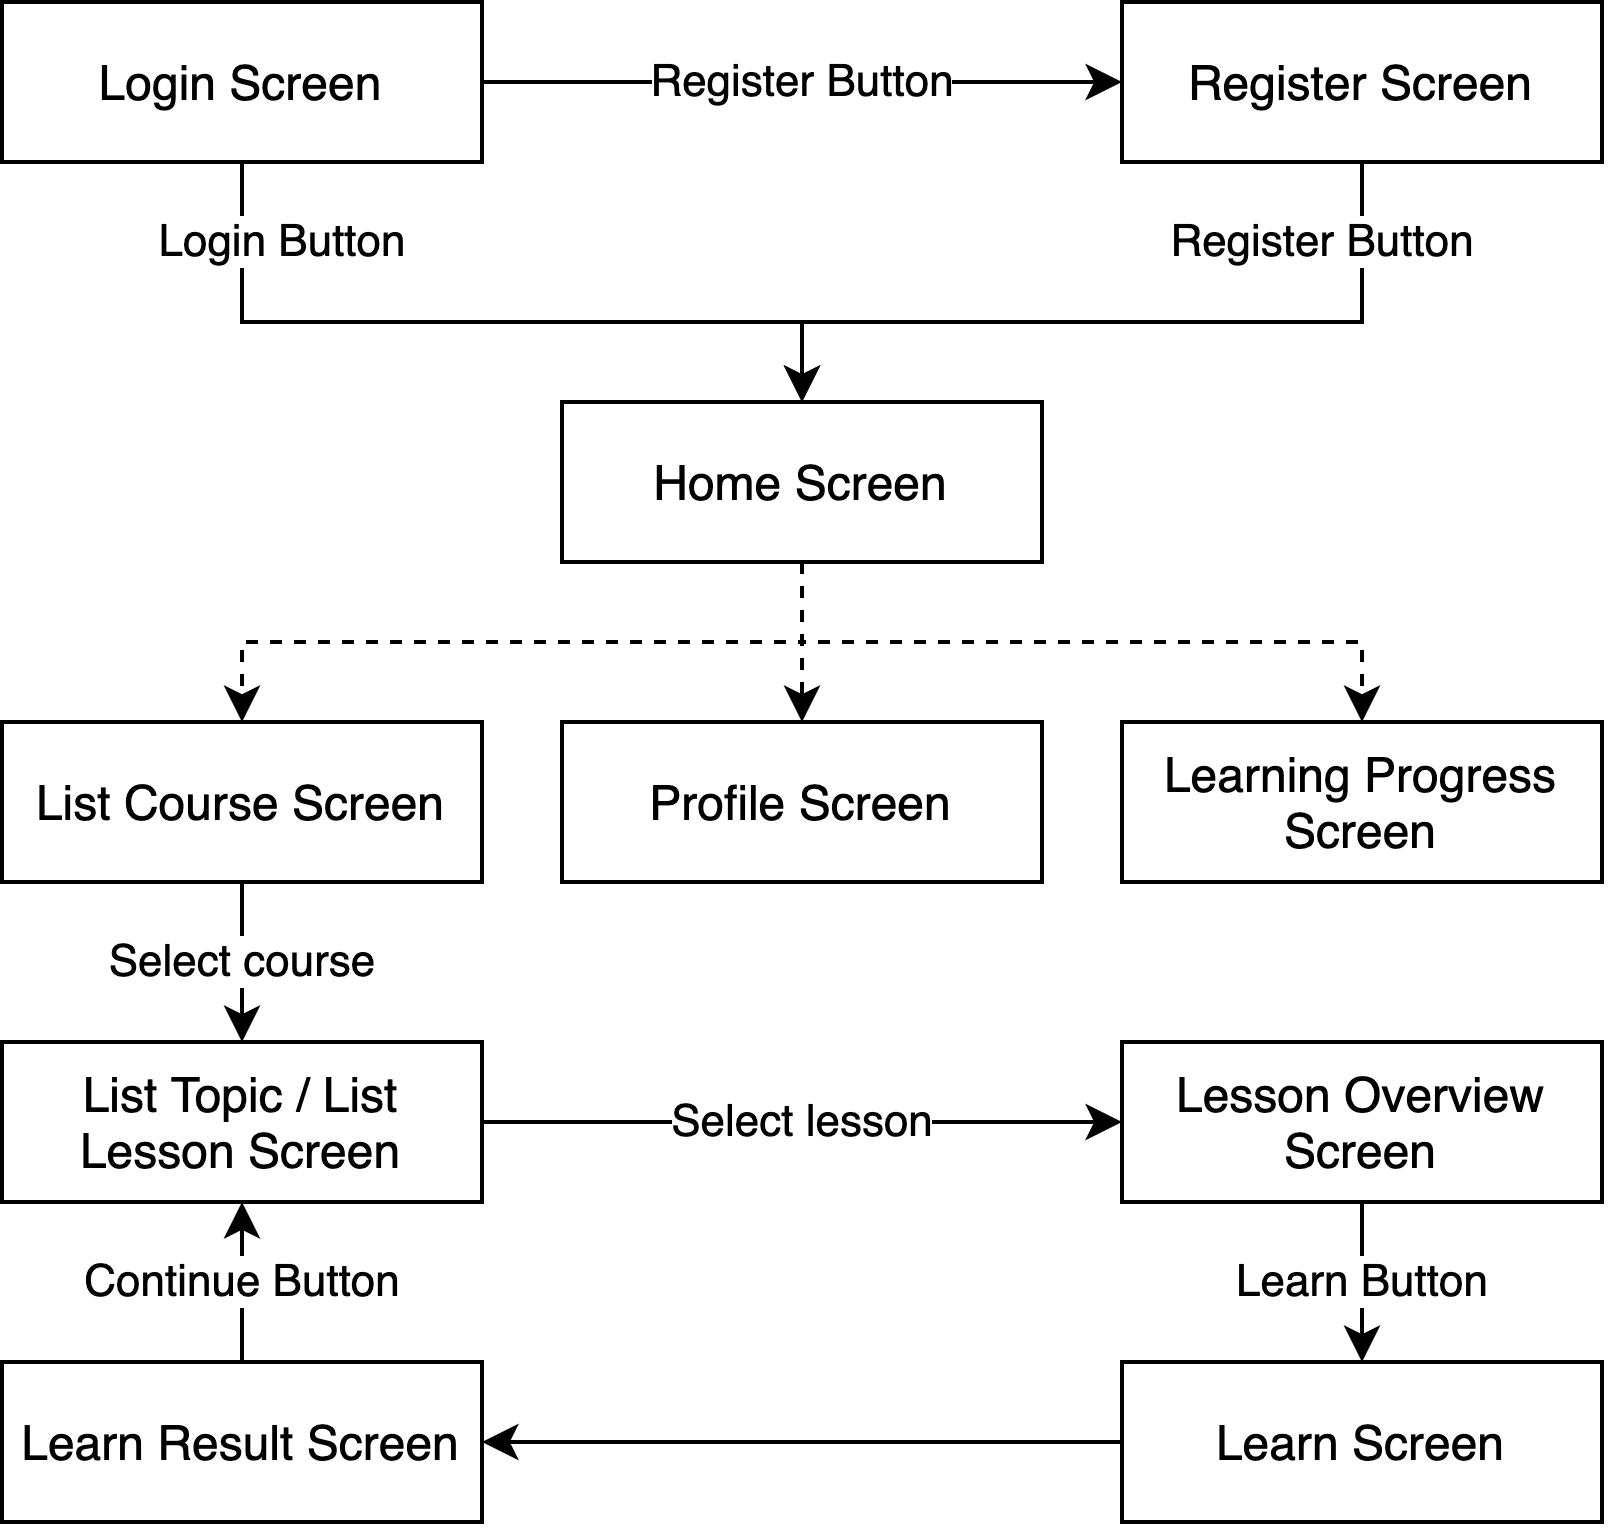 Login Screen
Register Button
Register Screen
Login Button
Register Button
Home Screen
List Course Screen
Profile Screen
Learning Progress
Screen
Select course
List Topic / List
Lesson Screen
Select lesson
Lesson Overview
Screen
Continue Button
Learn Button
Learn Result Screen
Learn Screen